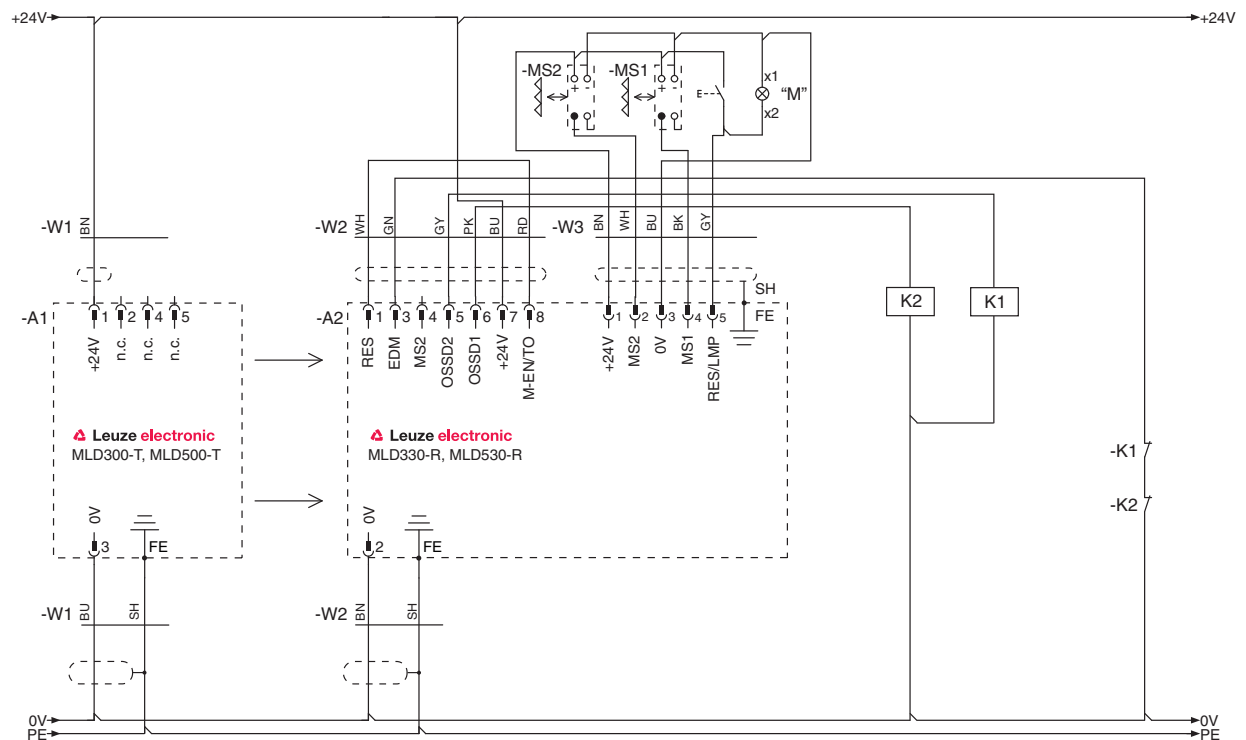 +24V
+24V
-MS2
-MS1
+ -
+ -
E
x1
"M"
x2
-W1
BN
-W2
WH
GN
GY
PK
BU
RD
-W3
BN
WH
BU
BK
GY
SH
FE
K2
K1
-A1
1
2
4
5
+24V
n.c.
n.c.
n.c.
-A2
1
3
4
5
6
7
8
RES
EDM
MS2
OSSD2
OSSD1
+24V
M-EN/TO
1
2
3
4
5
+24V
MS2
0V
MS1
RES/LMP
Leuze electronic
MLD300-T, MLD500-T
Leuze electronic
MLD330-R, MLD530-R
-K1
-K2
0V
3
FE
0V
2
FE
-W1
BU
SH
-W2
BN
SH
0V
0V
PE
PE